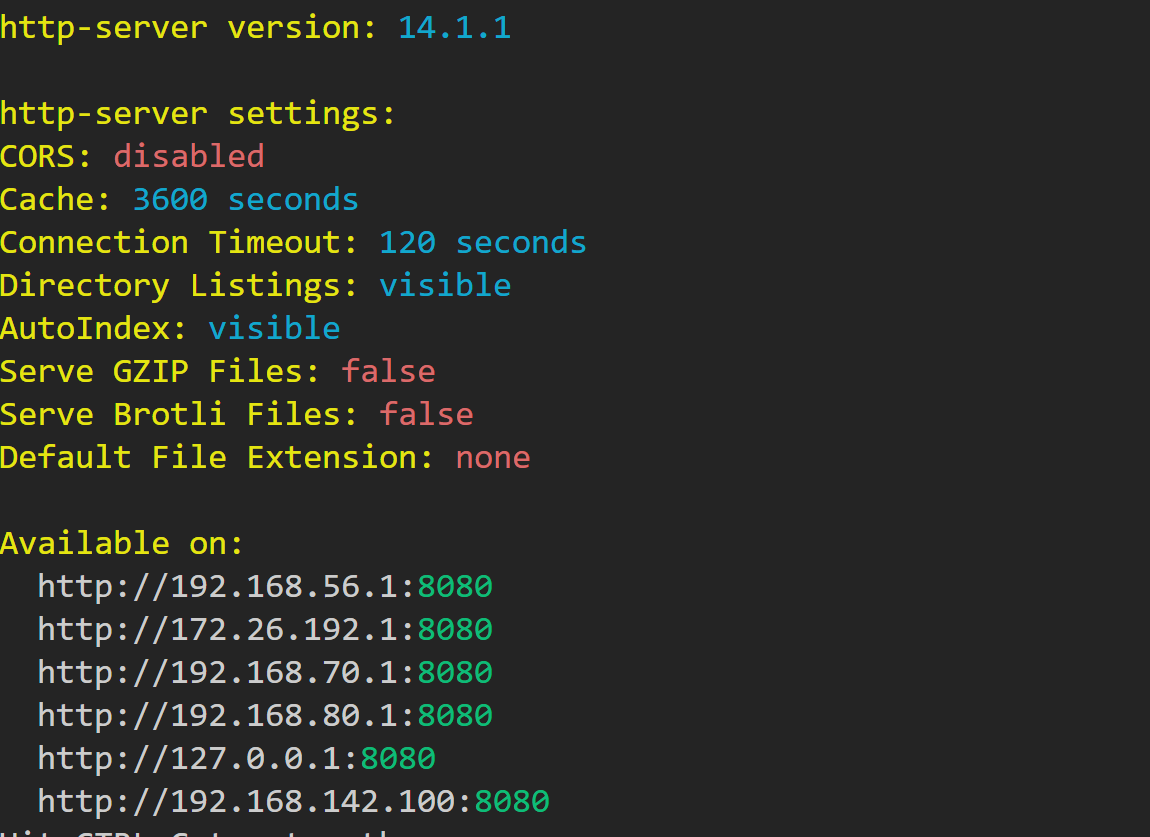 http-server version: 14.1.1
http-server settings:
CORS: disabled
Cache: 3600 seconds
Connection Timeout: 120 seconds
Directory Listings: visible
AutoIndex: visible
Serve GZIP Files: false
Serve Brotli Files: false
Default File Extension: none
Available on:
http://192.168.56.1:8080
http://172.26.192.1:8080
http://192.168.70.1:8080
http://192.168.80.1:8080
http://127.0.0.1:8080
http://192.168.142.100:8080